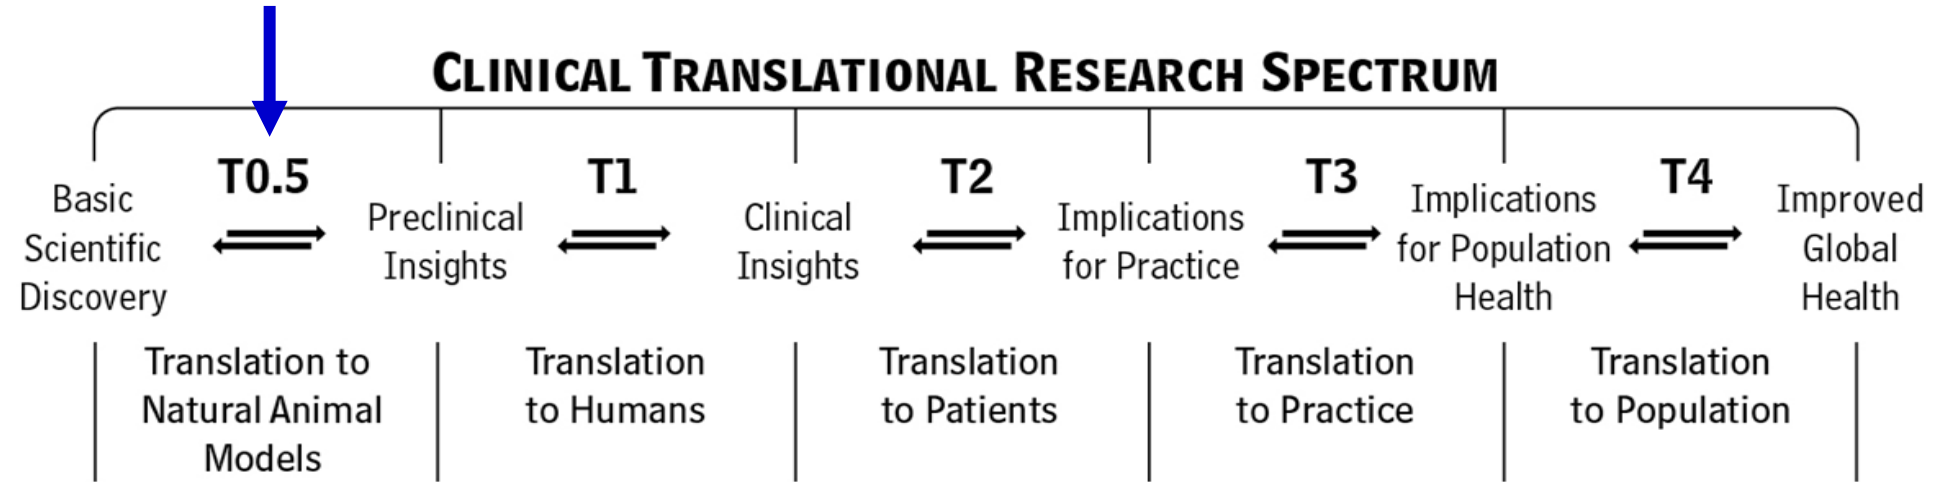 CLINICAL TRANSLATIONAL RESEARCH SPECTRUM
Basic
Scientific
Discovery
T0.5
Preclinical
Insights
T1
Clinical
Insights
T2
Implications
for Practice
T3
Implications
for Population
Health
T4
Improved
Global
Health
Translation to
Natural Animal
Models
Translation
to Humans
Translation
to Patients
Translation
to Practice
Translation
to Population